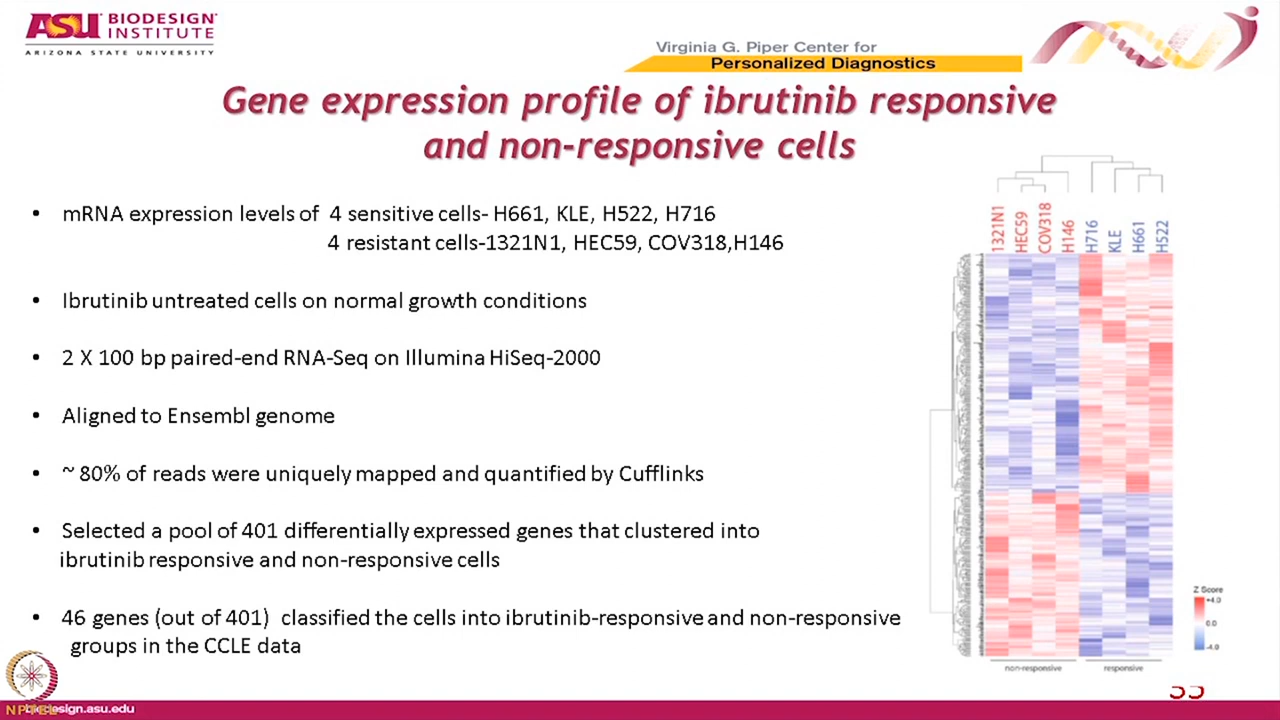 ASU BIODESIGN INSTITUTE
ARIZONA STATE UNIVERSITY
Virginia G. Piper Center for
Personalized Diagnostics
Gene expression profile of ibrutinib responsive
and non-responsive cells
• mRNA expression levels of 4 sensitive cells- H661, KLE, H522, H716
4 resistant cells-1321N1, HEC59, COV318,H146
• Ibrutinib untreated cells on normal growth conditions
• 2 X 100 bp paired-end RNA-Seq on Illumina HiSeq-2000
• Aligned to Ensembl genome
• ~ 80% of reads were uniquely mapped and quantified by Cufflinks
• Selected a pool of 401 differentially expressed genes that clustered into
ibrutinib responsive and non-responsive cells
• 46 genes (out of 401) classified the cells into ibrutinib-responsive and non-responsive
groups in the CCLE data
1321N1 HEC59 COV318 H146 H716 KLE H661 H522
Z Score
+4.0
0.0
-4.0
non-responsive responsive
NPTEL
biodesign.asu.edu